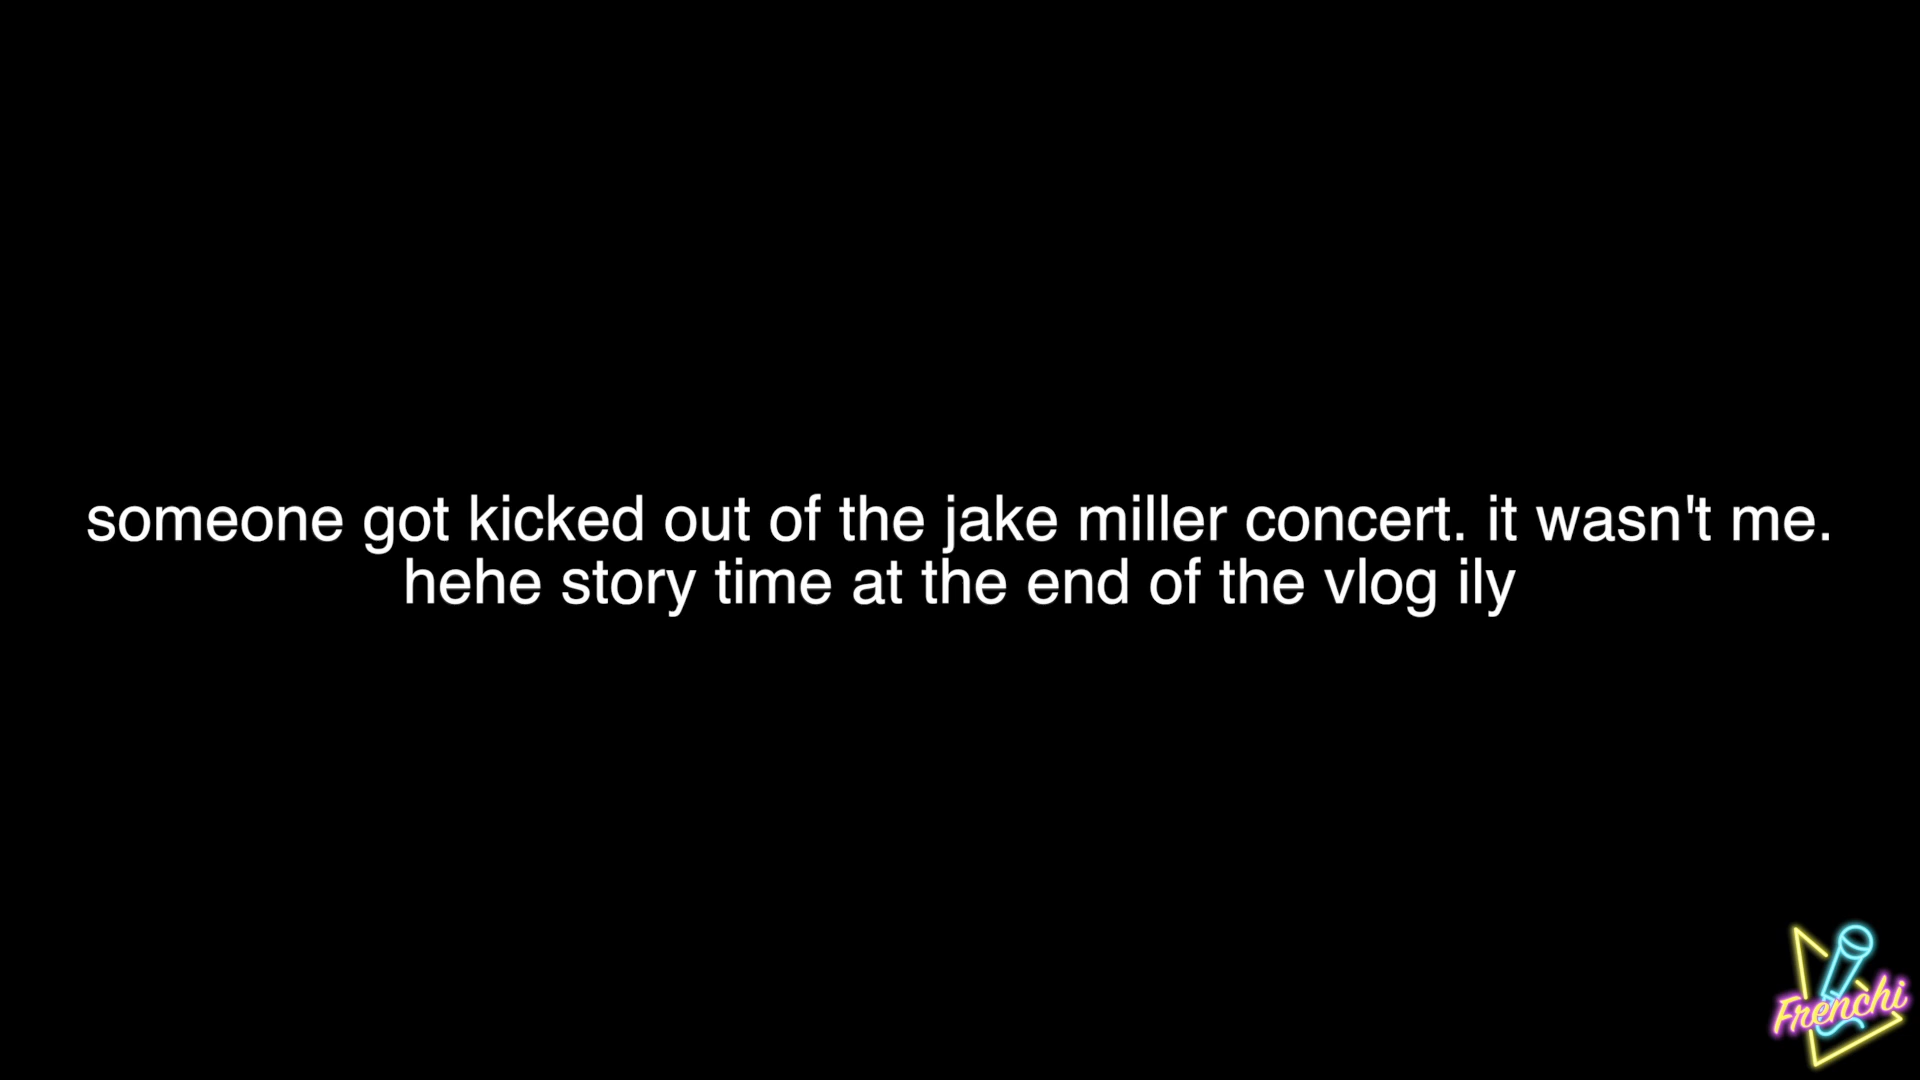 someone got kicked out of the jake miller concert. it wasn't me.
hehe story time at the end of the vlog ily
Frenchi